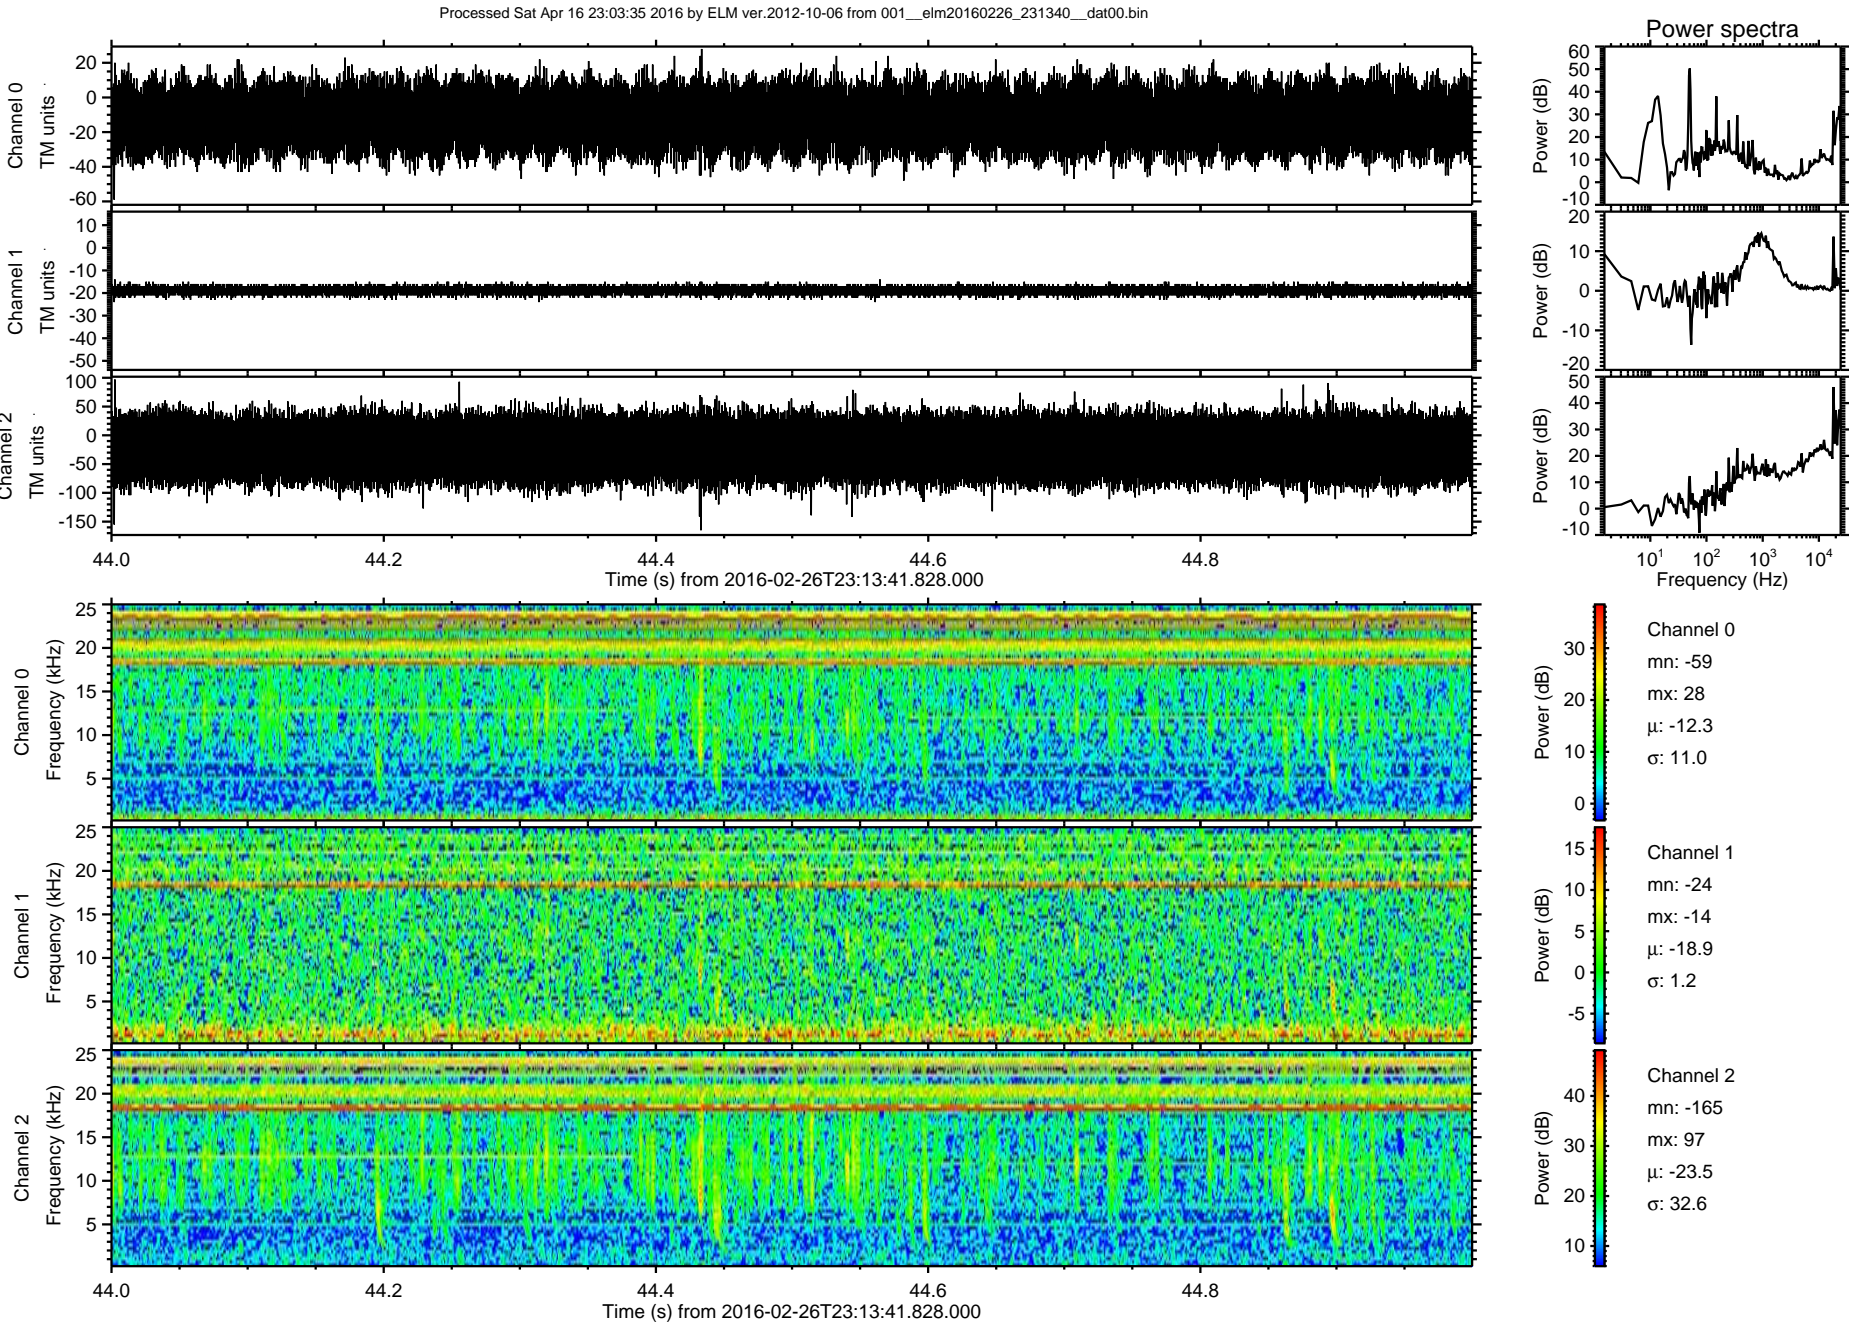 Processed Sat Apr 16 23:03:35 2016 by ELM ver.2012-10-06 from 001__elm20160226_231340__dat00.bin
Power spectra
Channel 0
TM units
20
0
-20
-40
-60
Power (dB)
60
50
40
30
20
10
0
-10
Channel 1
TM units
10
0
-10
-20
-30
-40
-50
Power (dB)
20
10
0
-10
-20
Channel 2
TM units
100
50
0
-50
-100
-150
Power (dB)
50
40
30
20
10
0
-10
44.0 44.2 44.4 44.6 44.8
Time (s) from 2016-02-26T23:13:41.828.000
10¹ 10² 10³ 10⁴
Frequency (Hz)
Channel 0
Frequency (kHz)
25
20
15
10
5
Power (dB)
30
20
10
0
Channel 0
mn: -59
mx: 28
μ: -12.3
σ: 11.0
Channel 1
Frequency (kHz)
25
20
15
10
5
Power (dB)
15
10
5
0
-5
Channel 1
mn: -24
mx: -14
μ: -18.9
σ: 1.2
Channel 2
Frequency (kHz)
25
20
15
10
5
Power (dB)
40
30
20
10
Channel 2
mn: -165
mx: 97
μ: -23.5
σ: 32.6
44.0 44.2 44.4 44.6 44.8
Time (s) from 2016-02-26T23:13:41.828.000